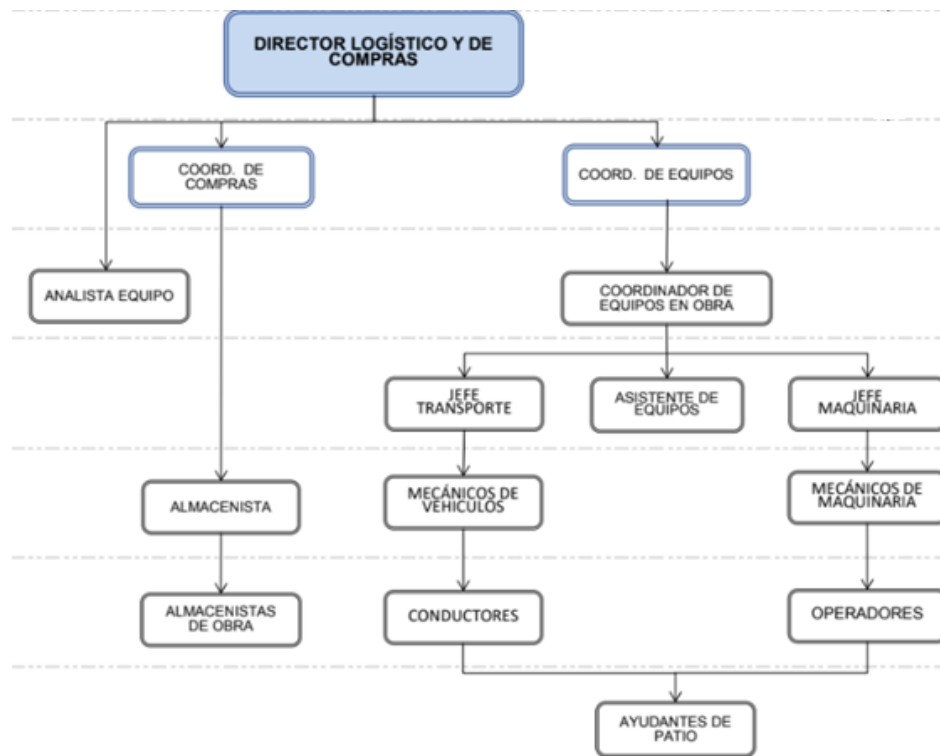 DIRECTOR LOGÍSTICO Y DE
COMPRAS
COORD. DE
COMPRAS
COORD. DE EQUIPOS
ANALISTA EQUIPO
COORDINADOR DE
EQUIPOS EN OBRA
JEFE
TRANSPORTE
ASISTENTE DE
EQUIPOS
JEFE
MAQUINARIA
ALMACENISTA
MECÁNICOS DE
VEHICULOS
MECÁNICOS DE
MAQUINARIA
ALMACENISTAS
DE OBRA
CONDUCTORES
OPERADORES
AYUDANTES DE
PATIO